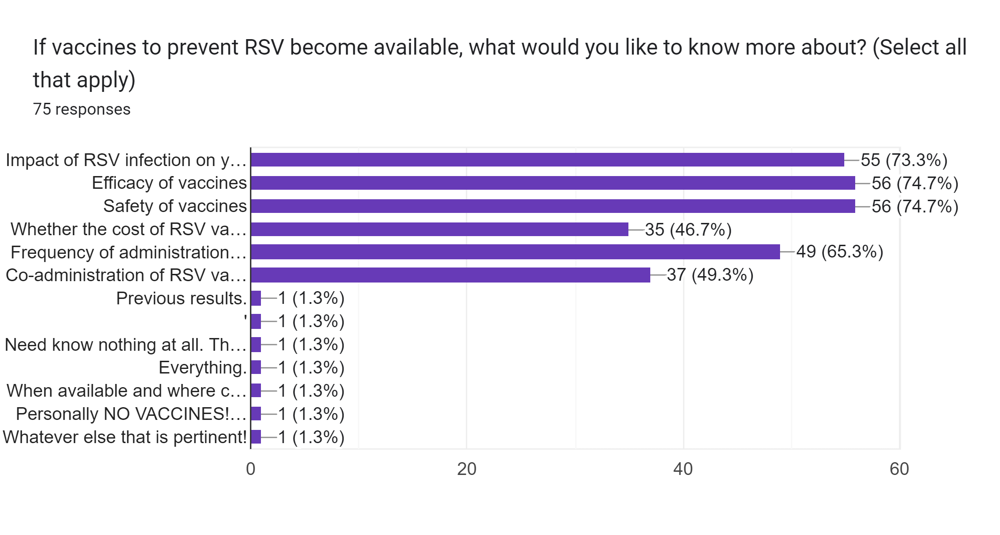 If vaccines to prevent RSV become available, what would you like to know more about? (Select all
that apply)
75 responses
Impact of RSV infection on y… 55 (73.3%)
Efficacy of vaccines 56 (74.7%)
Safety of vaccines 56 (74.7%)
Whether the cost of RSV va… 35 (46.7%)
Frequency of administration… 49 (65.3%)
Co-administration of RSV va… 37 (49.3%)
Previous results. 1 (1.3%)
' 1 (1.3%)
Need know nothing at all. Th… 1 (1.3%)
Everything. 1 (1.3%)
When available and where c… 1 (1.3%)
Personally NO VACCINES!… 1 (1.3%)
Whatever else that is pertinent! 1 (1.3%)
0 20 40 60